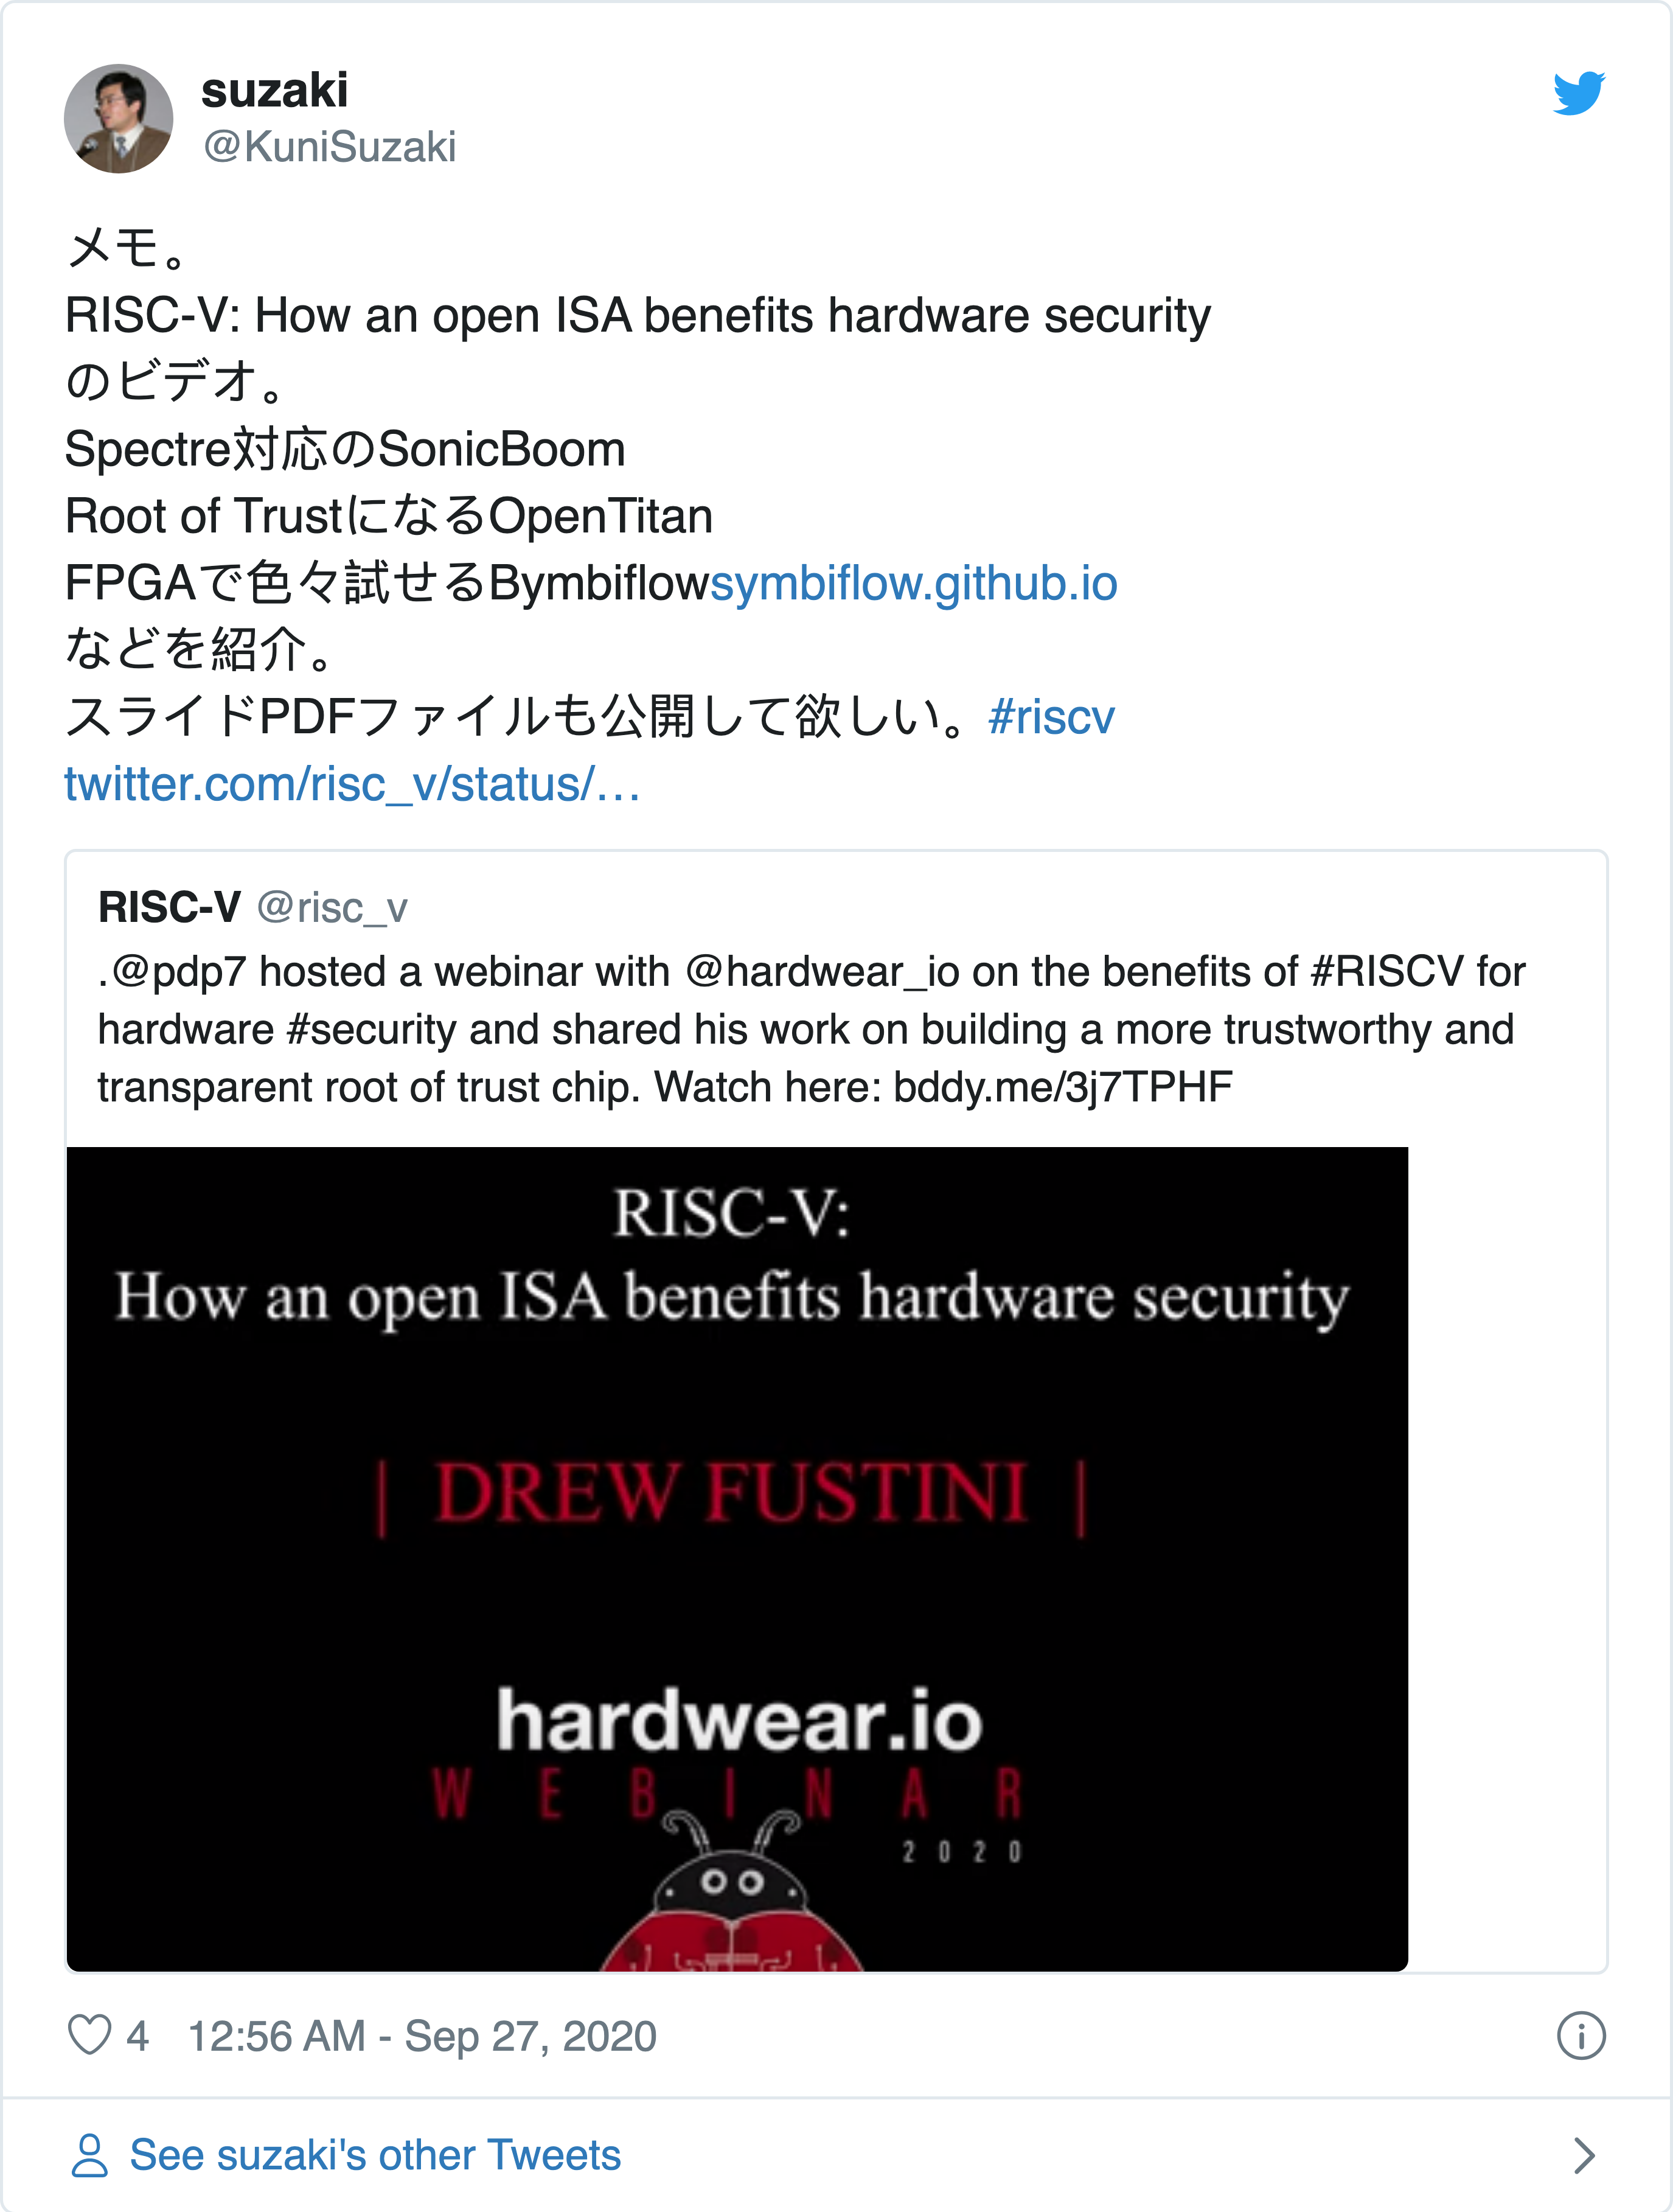 suzaki
@KuniSuzaki
メモ。
RISC-V: How an open ISA benefits hardware security
のビデオ。
Spectre対応のSonicBoom
Root of TrustになるOpenTitan
FPGAで色々試せるBymbiflowsymbiflow.github.io
などを紹介。
スライドPDFファイルも公開して欲しい。#riscv
twitter.com/risc_v/status/…
RISC-V @risc_v
.@pdp7 hosted a webinar with @hardwear_io on the benefits of #RISCV for
hardware #security and shared his work on building a more trustworthy and
transparent root of trust chip. Watch here: bddy.me/3j7TPHF
RISC-V:
How an open ISA benefits hardware security
| DREW FUSTINI |
hardwear.io
WEBINAR
2020
4 12:56 AM - Sep 27, 2020
See suzaki's other Tweets